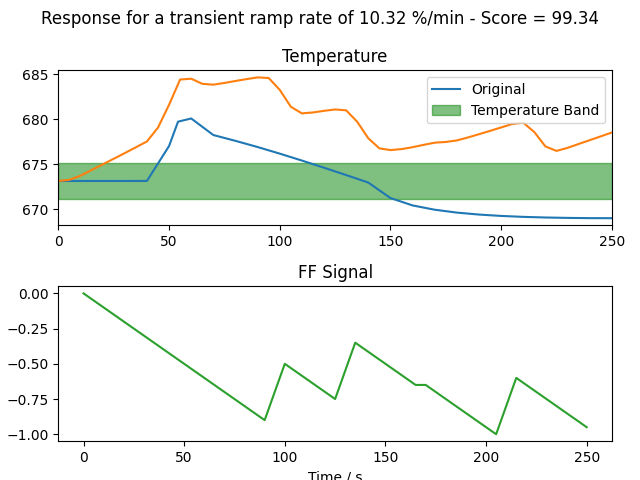 Response for a transient ramp rate of 10.32 %/min - Score = 99.34
Temperature
685
680
675
670
Original
Temperature Band
0 50 100 150 200 250
FF Signal
0.00
−0.25
−0.50
−0.75
−1.00
0 50 100 150 200 250
Time / s